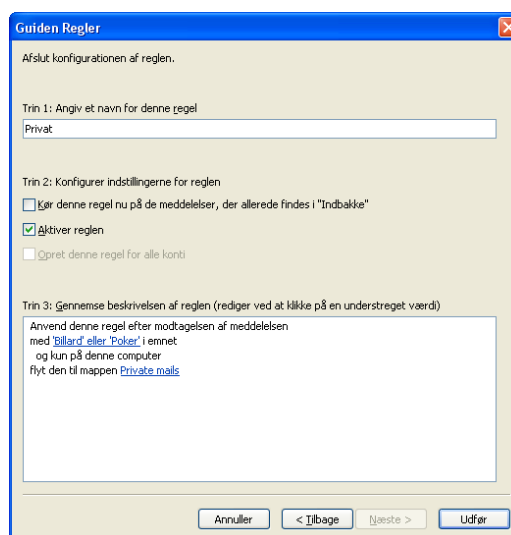 Guiden Regler
Afslut konfigurationen af reglen.
Trin 1: Angiv et navn for denne regel
Privat
Trin 2: Konfigurer indstillingerne for reglen
Kør denne regel nu på de meddelelser, der allerede findes i "Indbakke"
Aktiver reglen
Opret denne regel for alle konti
Trin 3: Gennemse beskrivelsen af reglen (rediger ved at klikke på en understreget værdi)
Anvend denne regel efter modtagelsen af meddelelsen
med 'Billard' eller 'Poker' i emnet
og kun på denne computer
flyt den til mappen Private mails
Annuller < Tilbage Næste > Udfør